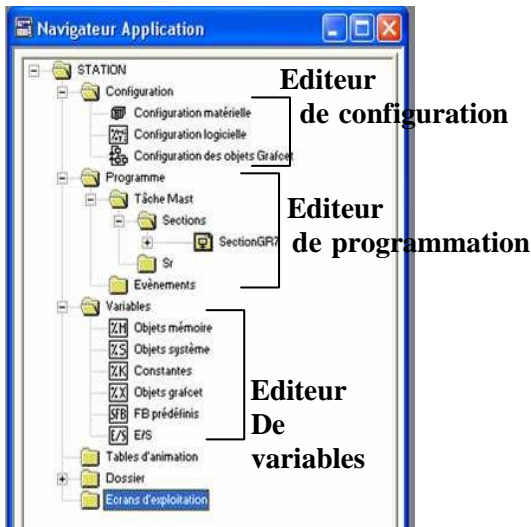 Navigateur Application
STATION
Configuration
Configuration matérielle
Configuration logicielle
Configuration des objets Grafcet
Programme
Tâche Mast
Sections
SectionGR7
Sr
Evènements
Variables
%M Objets mémoire
%S Objets système
%K Constantes
%X Objets grafcet
SFB FB prédéfinis
E/S E/S
Tables d'animation
Dossier
Ecrans d'exploitation
Editeur
de configuration
Editeur
de programmation
Editeur
De
variables